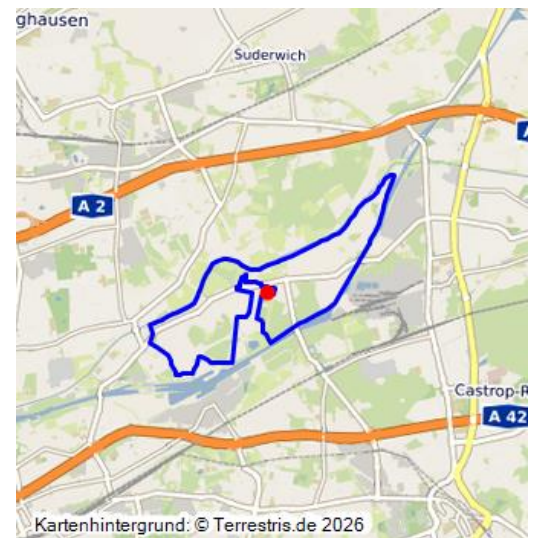 ghausen
Suderwich
A 2
Castrop-R
A 42
Kartenhintergrund: © Terrestris.de 2026